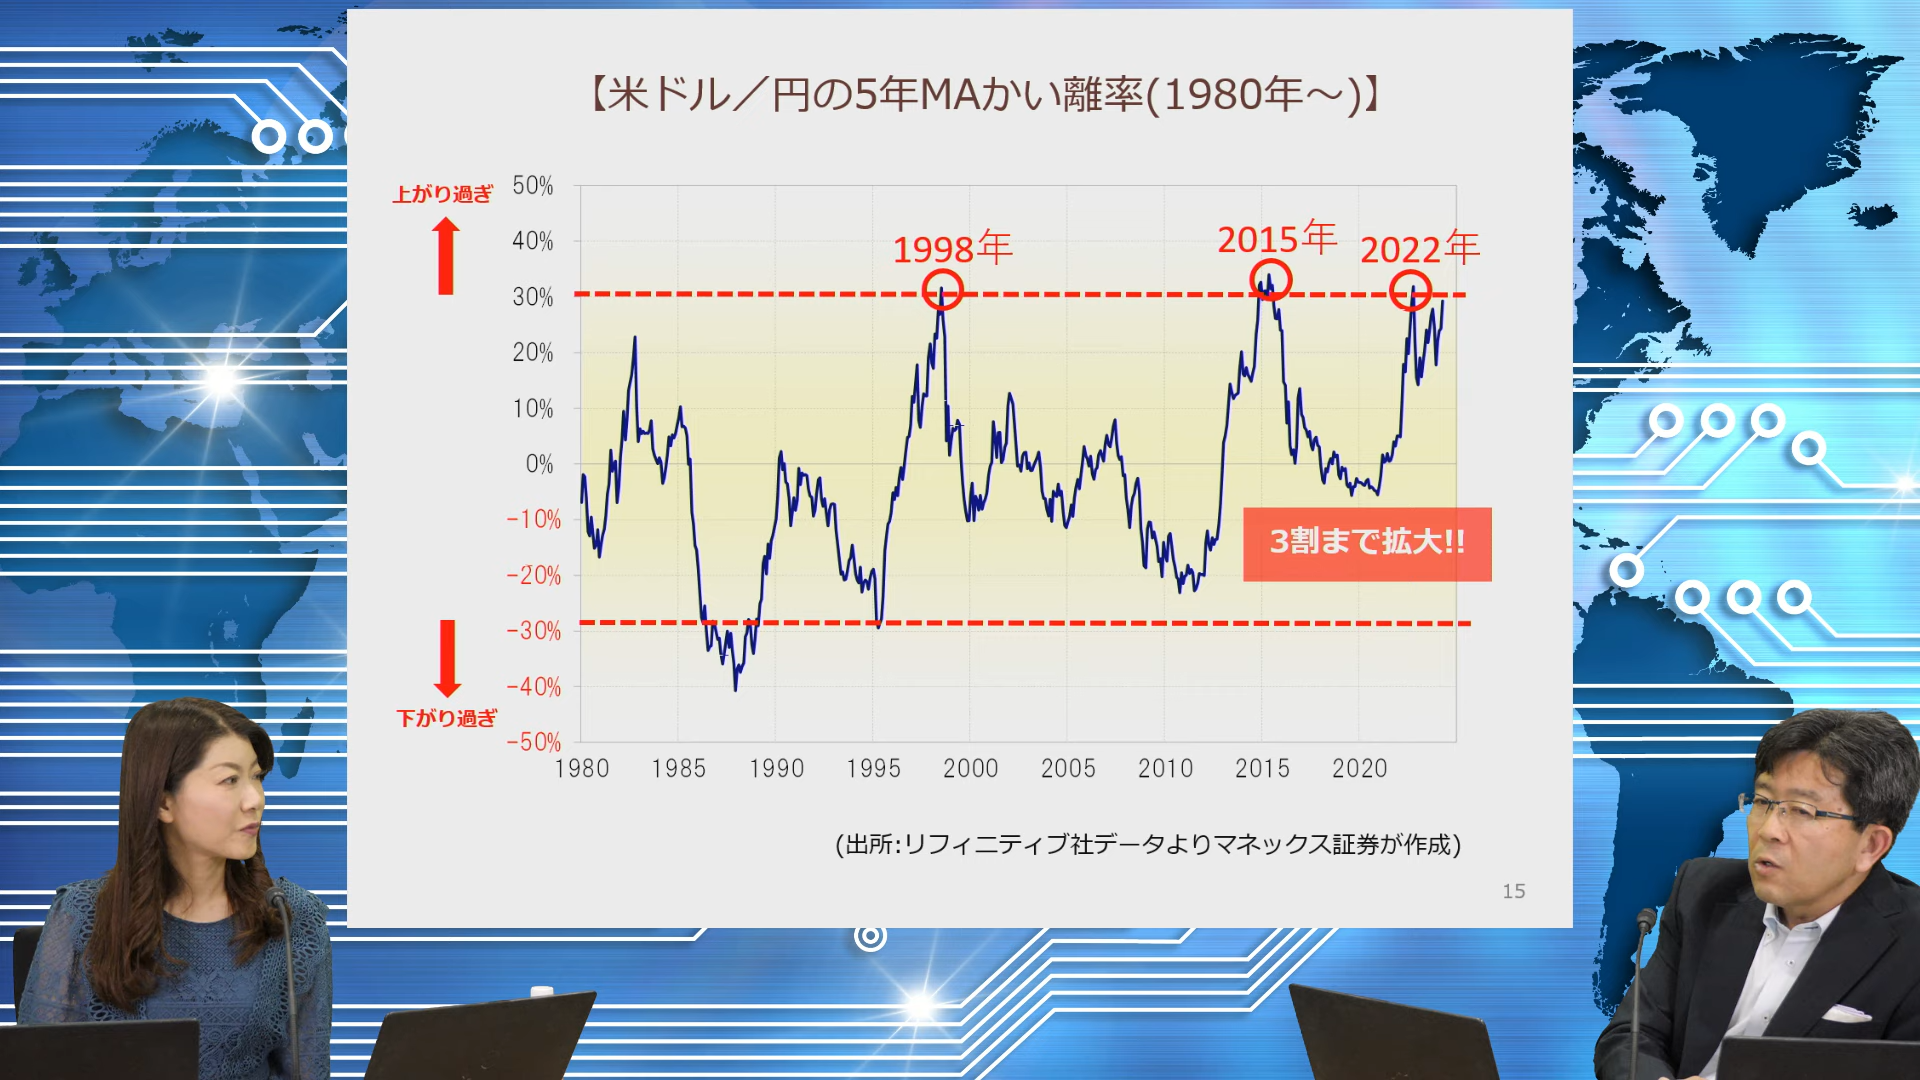 【米ドル／円の5年MAかい離率(1980年～)】
上がり過ぎ
50%
40%
30%
20%
10%
0%
-10%
-20%
-30%
-40%
-50%
下がり過ぎ
1998年
2015年
2022年
3割まで拡大!!
1980 1985 1990 1995 2000 2005 2010 2015 2020
(出所:リフィニティブ社データよりマネックス証券が作成)
15